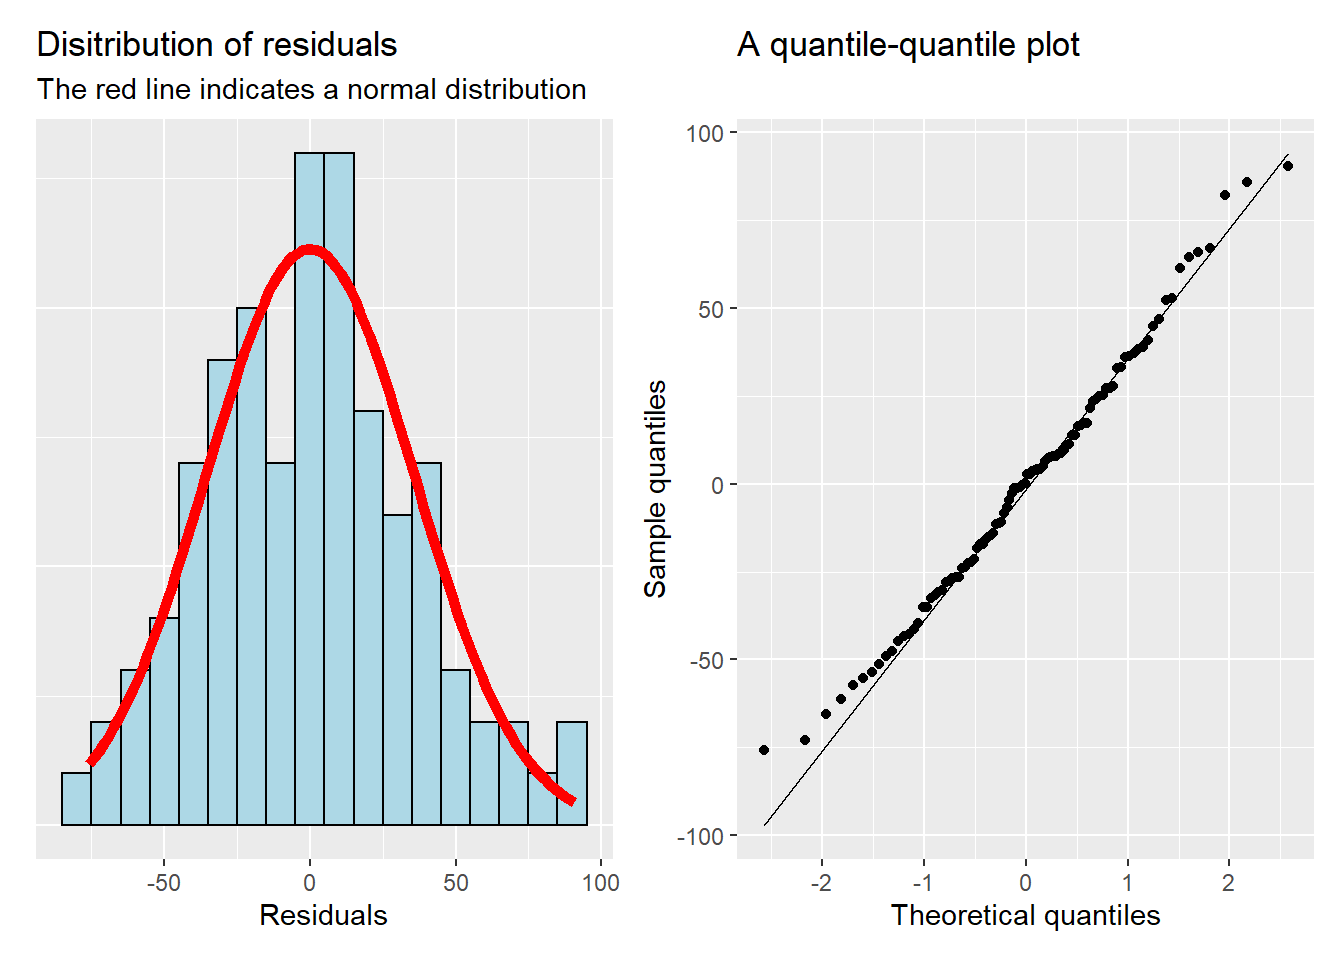 Disitribution of residuals
The red line indicates a normal distribution
-50 0 50 100
Residuals
A quantile-quantile plot
100
50
0
-50
-100
Sample quantiles
-2 -1 0 1 2
Theoretical quantiles